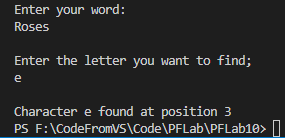 Enter your word:
Roses
Enter the letter you want to find;
e
Character e found at position 3
PS F:\CodeFromVS\Code\PFLab\PFLab10>